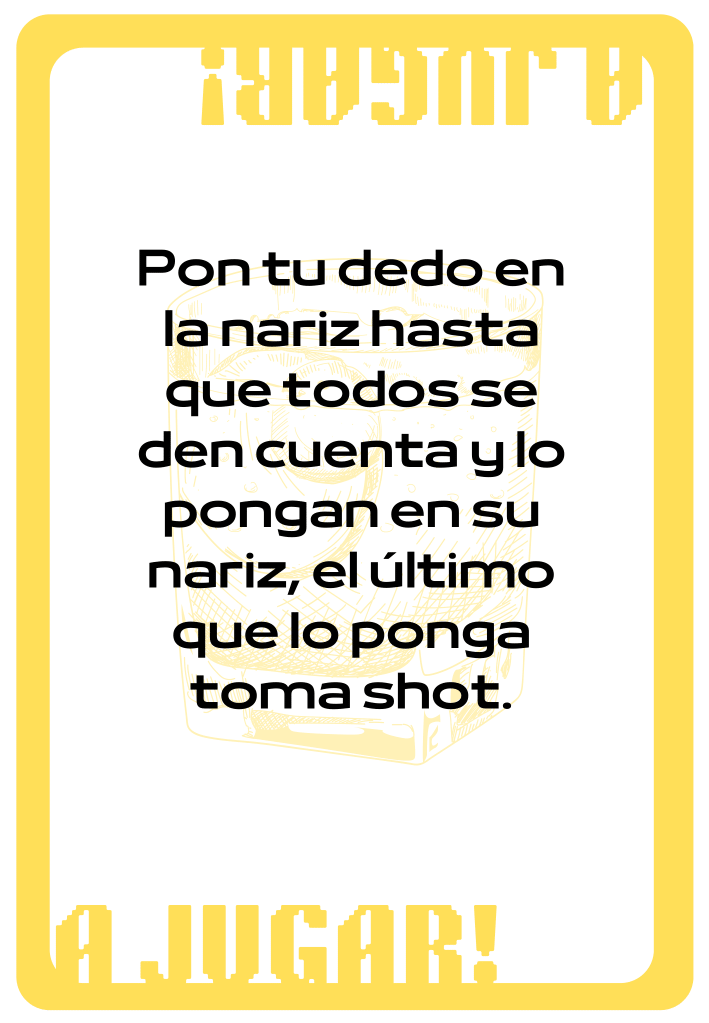 A JUGAR!
Pon tu dedo en
la nariz hasta
que todos se
den cuenta y lo
pongan en su
nariz, el último
que lo ponga
toma shot.
A JUGAR!